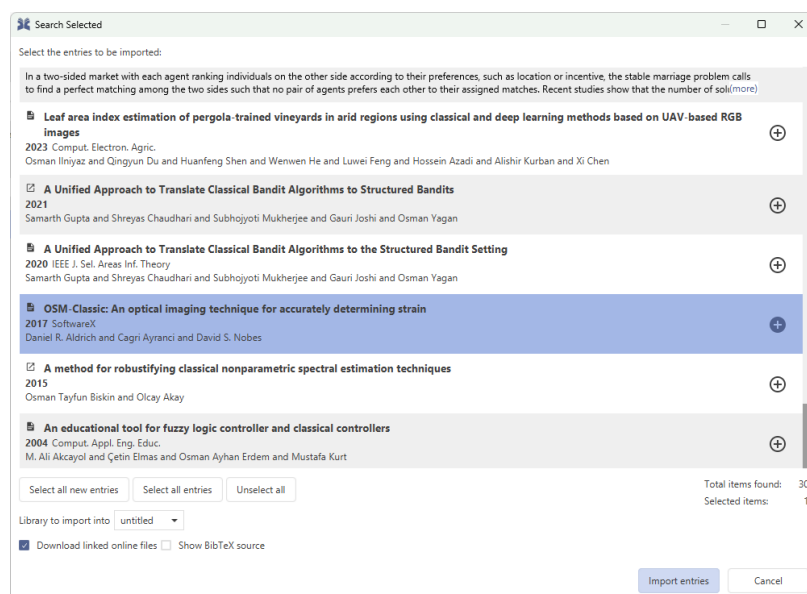 Search Selected
Select the entries to be imported:
In a two-sided market with each agent ranking individuals on the other side according to their preferences, such as location or incentive, the stable marriage problem calls
to find a perfect matching among the two sides such that no pair of agents prefers each other to their assigned matches. Recent studies show that the number of sol(more)
Leaf area index estimation of pergola-trained vineyards in arid regions using classical and deep learning methods based on UAV-based RGB
images
2023 Comput. Electron. Agric.
Osman Ilniyaz and Qingyun Du and Huanfeng Shen and Wenwen He and Luwei Feng and Hossein Azadi and Alishir Kurban and Xi Chen
A Unified Approach to Translate Classical Bandit Algorithms to Structured Bandits
2021
Samarth Gupta and Shreyas Chaudhari and Subhojyoti Mukherjee and Gauri Joshi and Osman Yagan
A Unified Approach to Translate Classical Bandit Algorithms to the Structured Bandit Setting
2020 IEEE J. Sel. Areas Inf. Theory
Samarth Gupta and Shreyas Chaudhari and Subhojyoti Mukherjee and Gauri Joshi and Osman Yagan
OSM-Classic: An optical imaging technique for accurately determining strain
2017 SoftwareX
Daniel R. Aldrich and Cagri Ayranci and David S. Nobes
A method for robustifying classical nonparametric spectral estimation techniques
2015
Osman Tayfun Biskin and Olcay Akay
An educational tool for fuzzy logic controller and classical controllers
2004 Comput. Appl. Eng. Educ.
M. Ali Akcayol and Çetin Elmas and Osman Ayhan Erdem and Mustafa Kurt
Select all new entries Select all entries Unselect all
Total items found: 30
Selected items: 1
Library to import into untitled
Download linked online files Show BibTeX source
Import entries Cancel